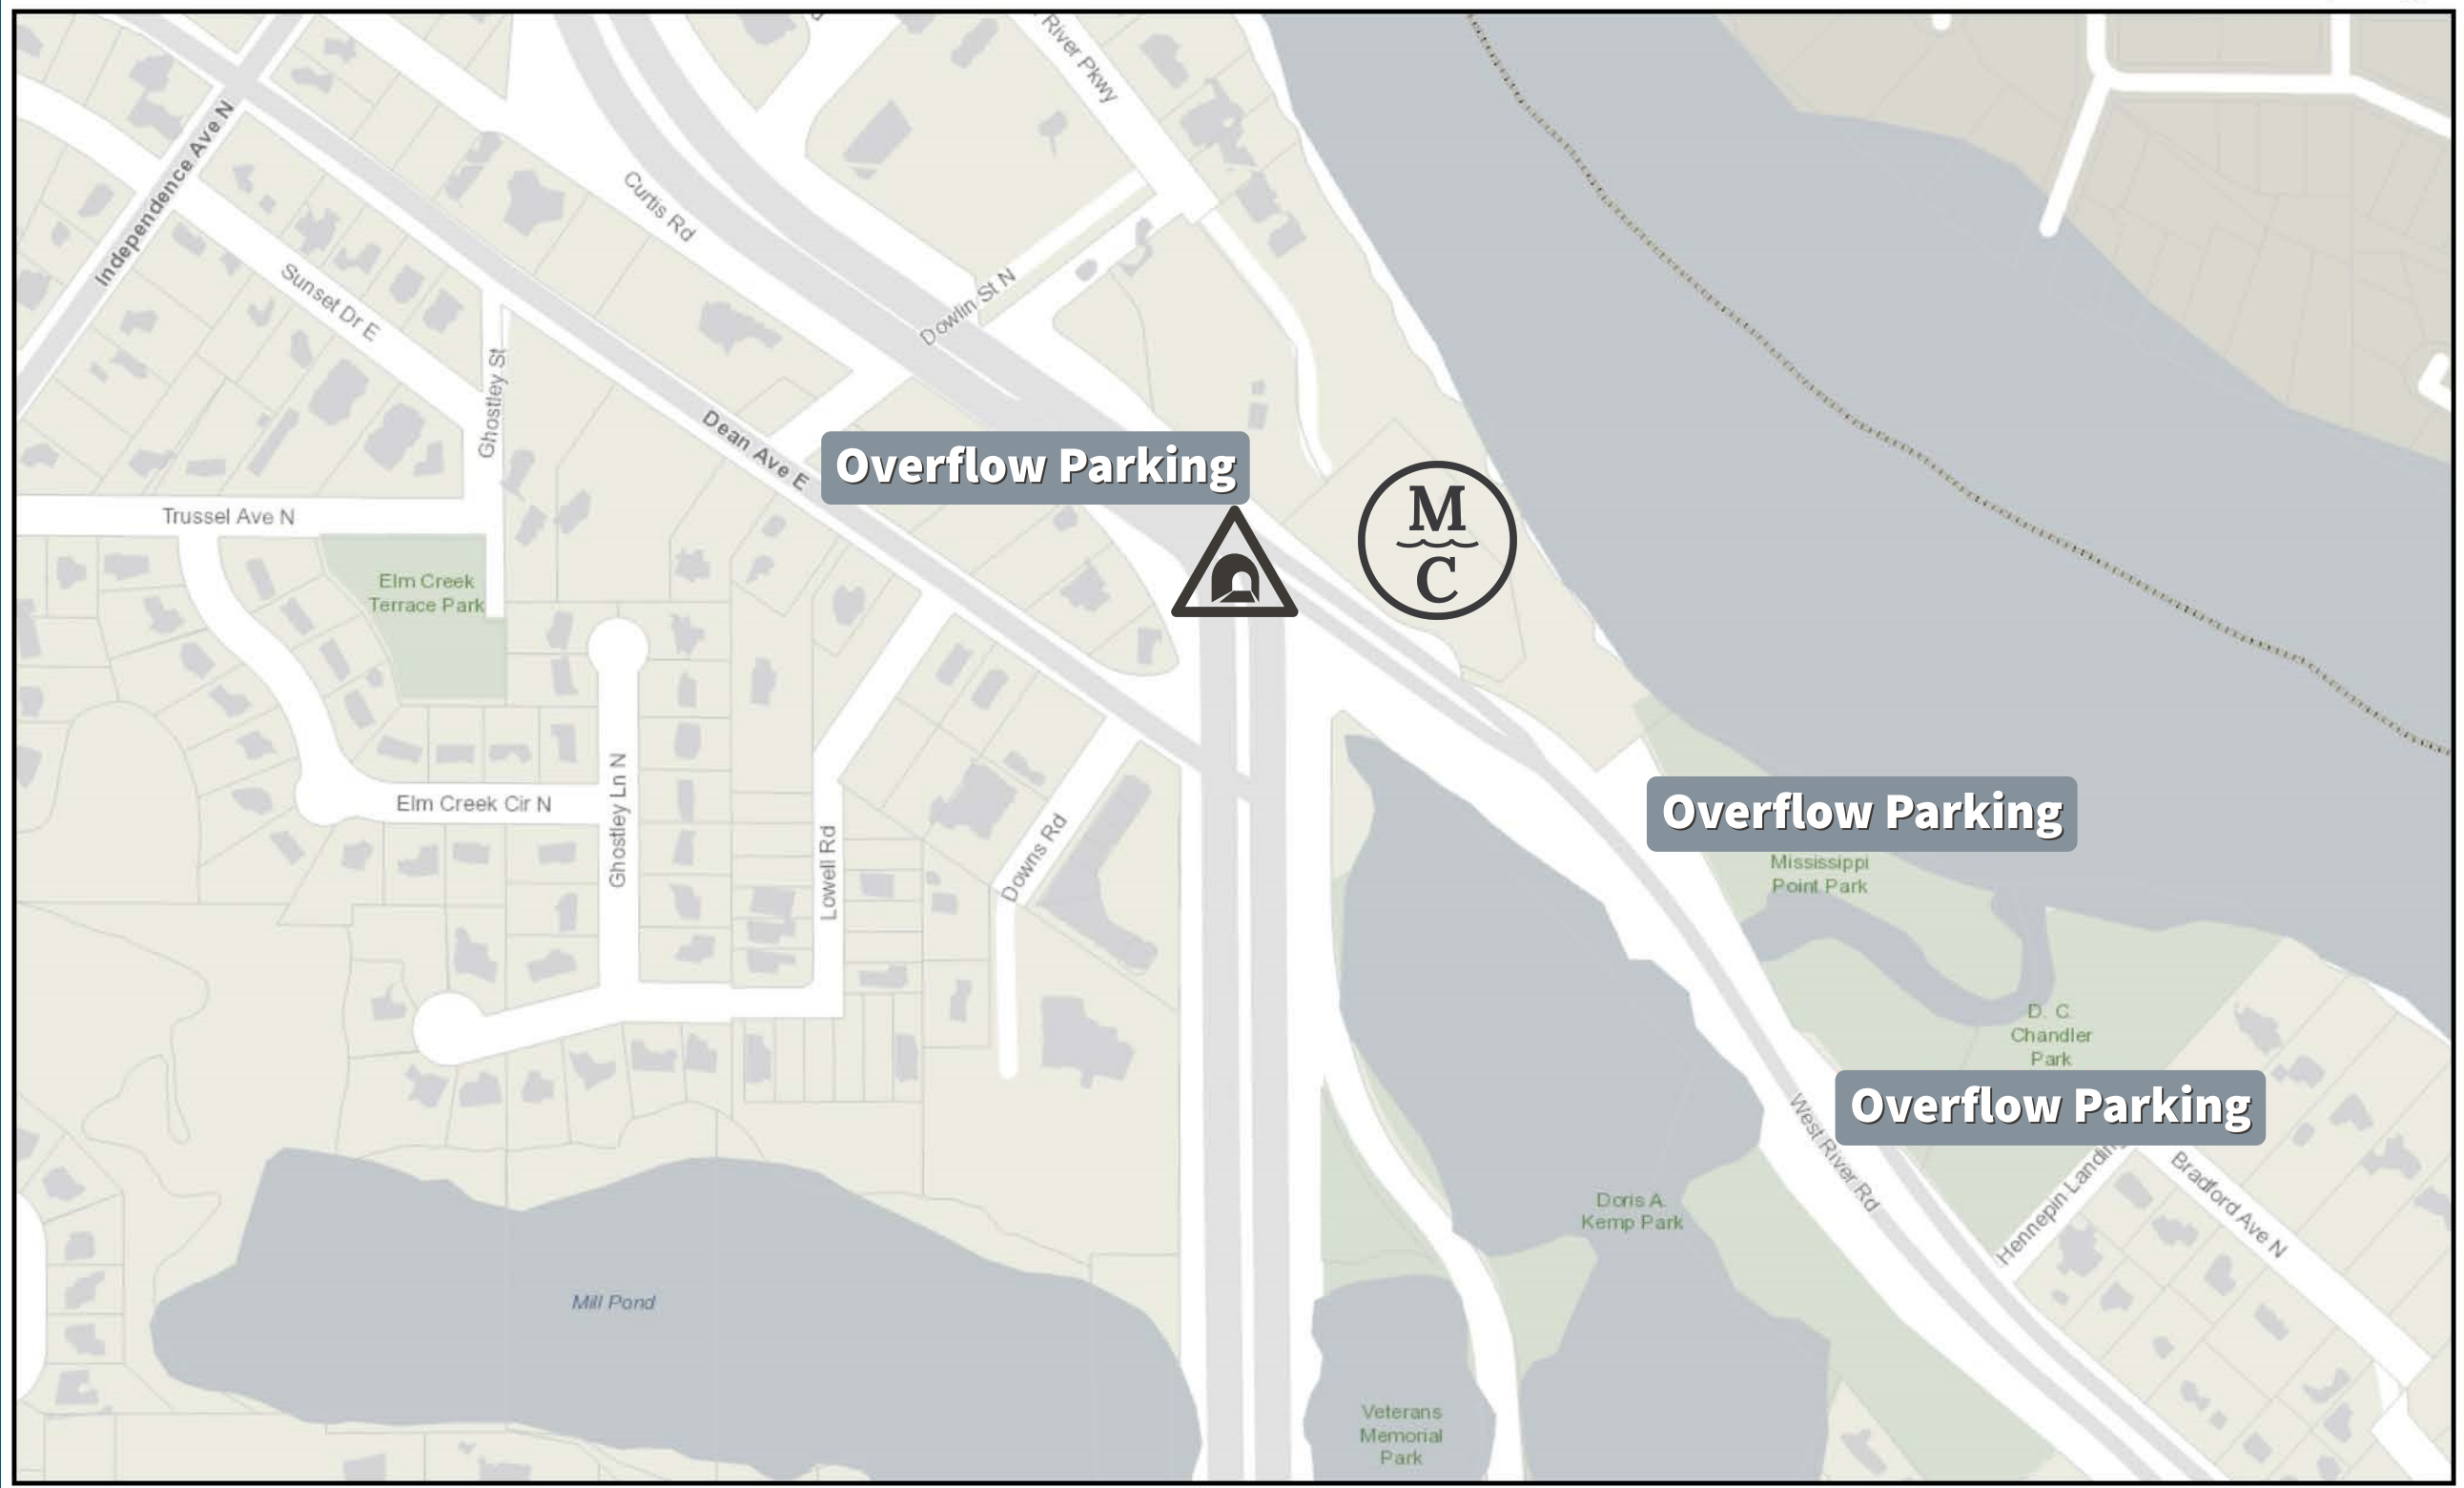 River Pkwy
Independence Ave N
Curtis Rd
Sunset Dr E
Dowlin St N
Ghostley St
Dean Ave E
Overflow Parking
M
C
Trussel Ave N
Elm Creek
Terrace Park
Elm Creek Cir N
Ghostley Ln N
Lowell Rd
Downs Rd
Overflow Parking
Mississippi
Point Park
D. C.
Chandler
Park
Overflow Parking
West River Rd
Hennepin Landing
Bradford Ave N
Doris A.
Kemp Park
Mill Pond
Veterans
Memorial
Park